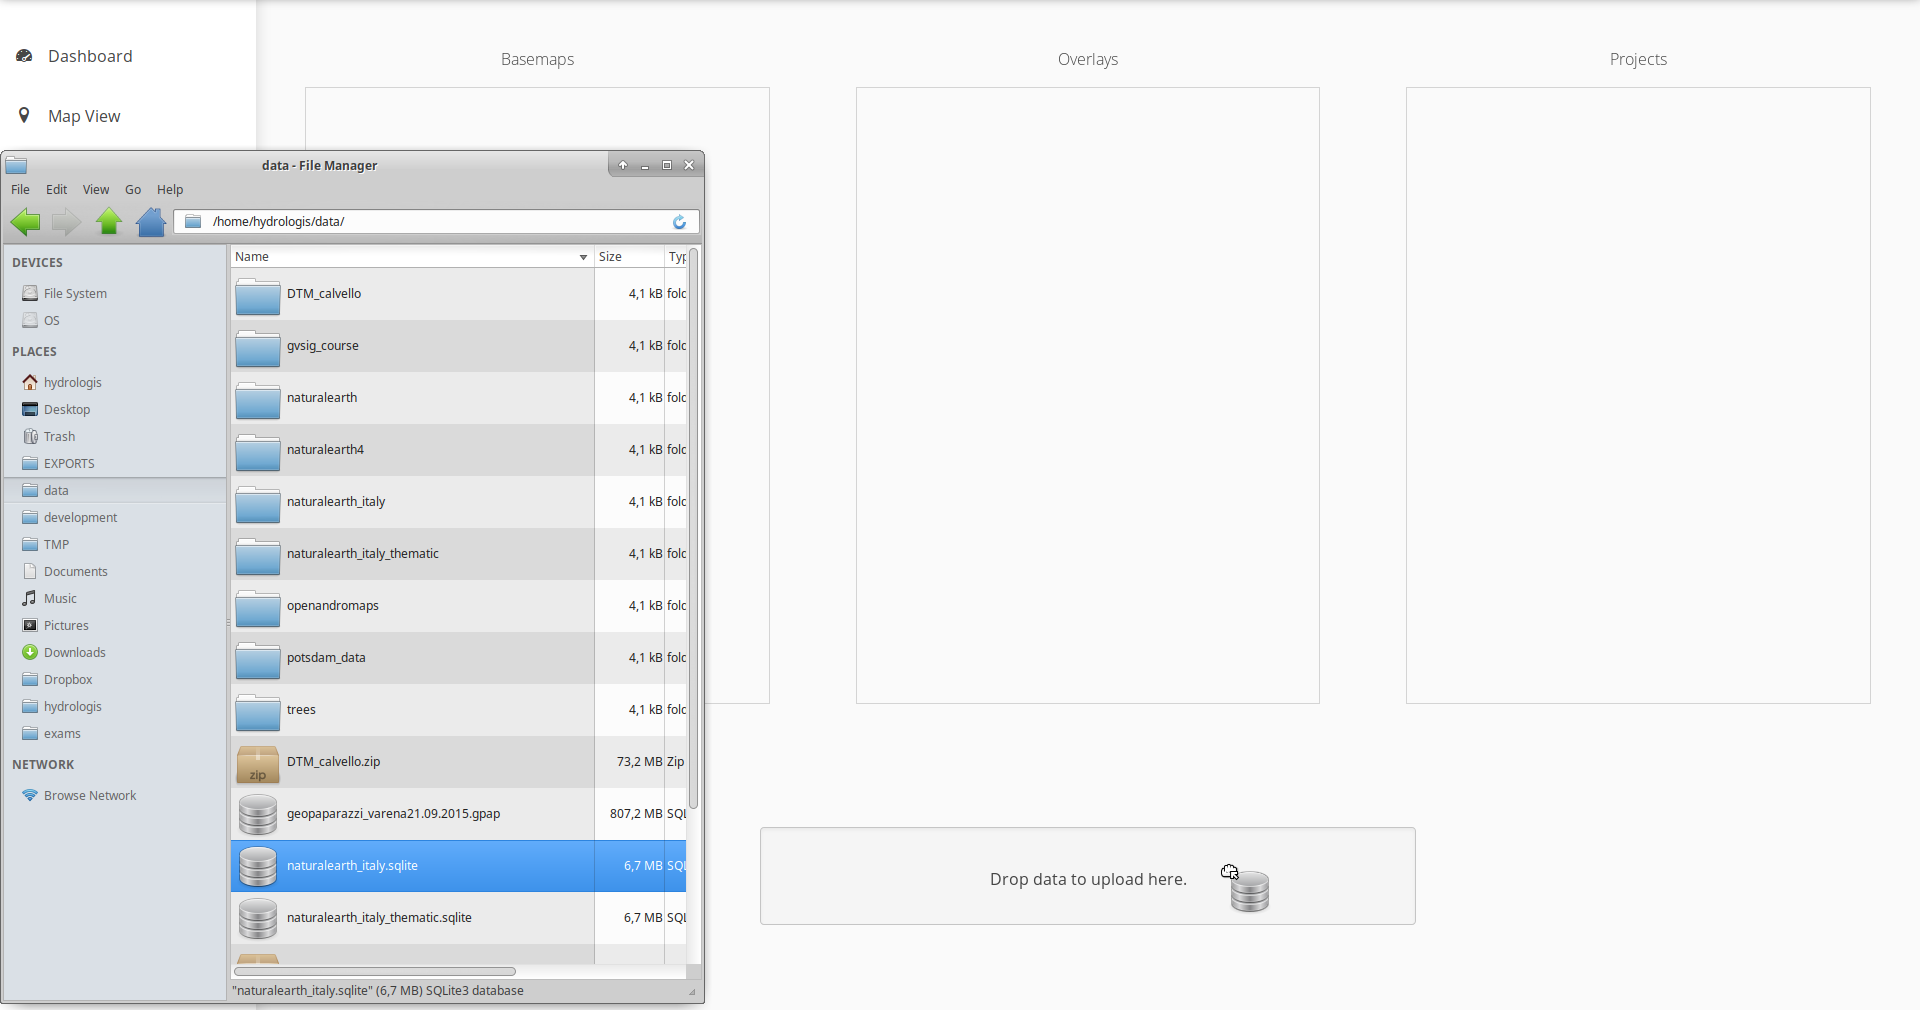 Dashboard
Map View
Basemaps
Overlays
Projects
data - File Manager
File Edit View Go Help
/home/hydrologis/data/
DEVICES
File System
OS
PLACES
hydrologis
Desktop
Trash
EXPORTS
data
development
TMP
Documents
Music
Pictures
Downloads
Dropbox
hydrologis
exams
NETWORK
Browse Network
Name Size Typ
DTM_calvello 4,1 kB folc
gvsig_course 4,1 kB folc
naturalearth 4,1 kB folc
naturalearth4 4,1 kB folc
naturalearth_italy 4,1 kB folc
naturalearth_italy_thematic 4,1 kB folc
openandromaps 4,1 kB folc
potsdam_data 4,1 kB folc
trees 4,1 kB folc
zip DTM_calvello.zip 73,2 MB Zip
geopaparazzi_varena21.09.2015.gpap 807,2 MB SQL
naturalearth_italy.sqlite 6,7 MB SQL
naturalearth_italy_thematic.sqlite 6,7 MB SQL
"naturalearth_italy.sqlite" (6,7 MB) SQLite3 database
Drop data to upload here.